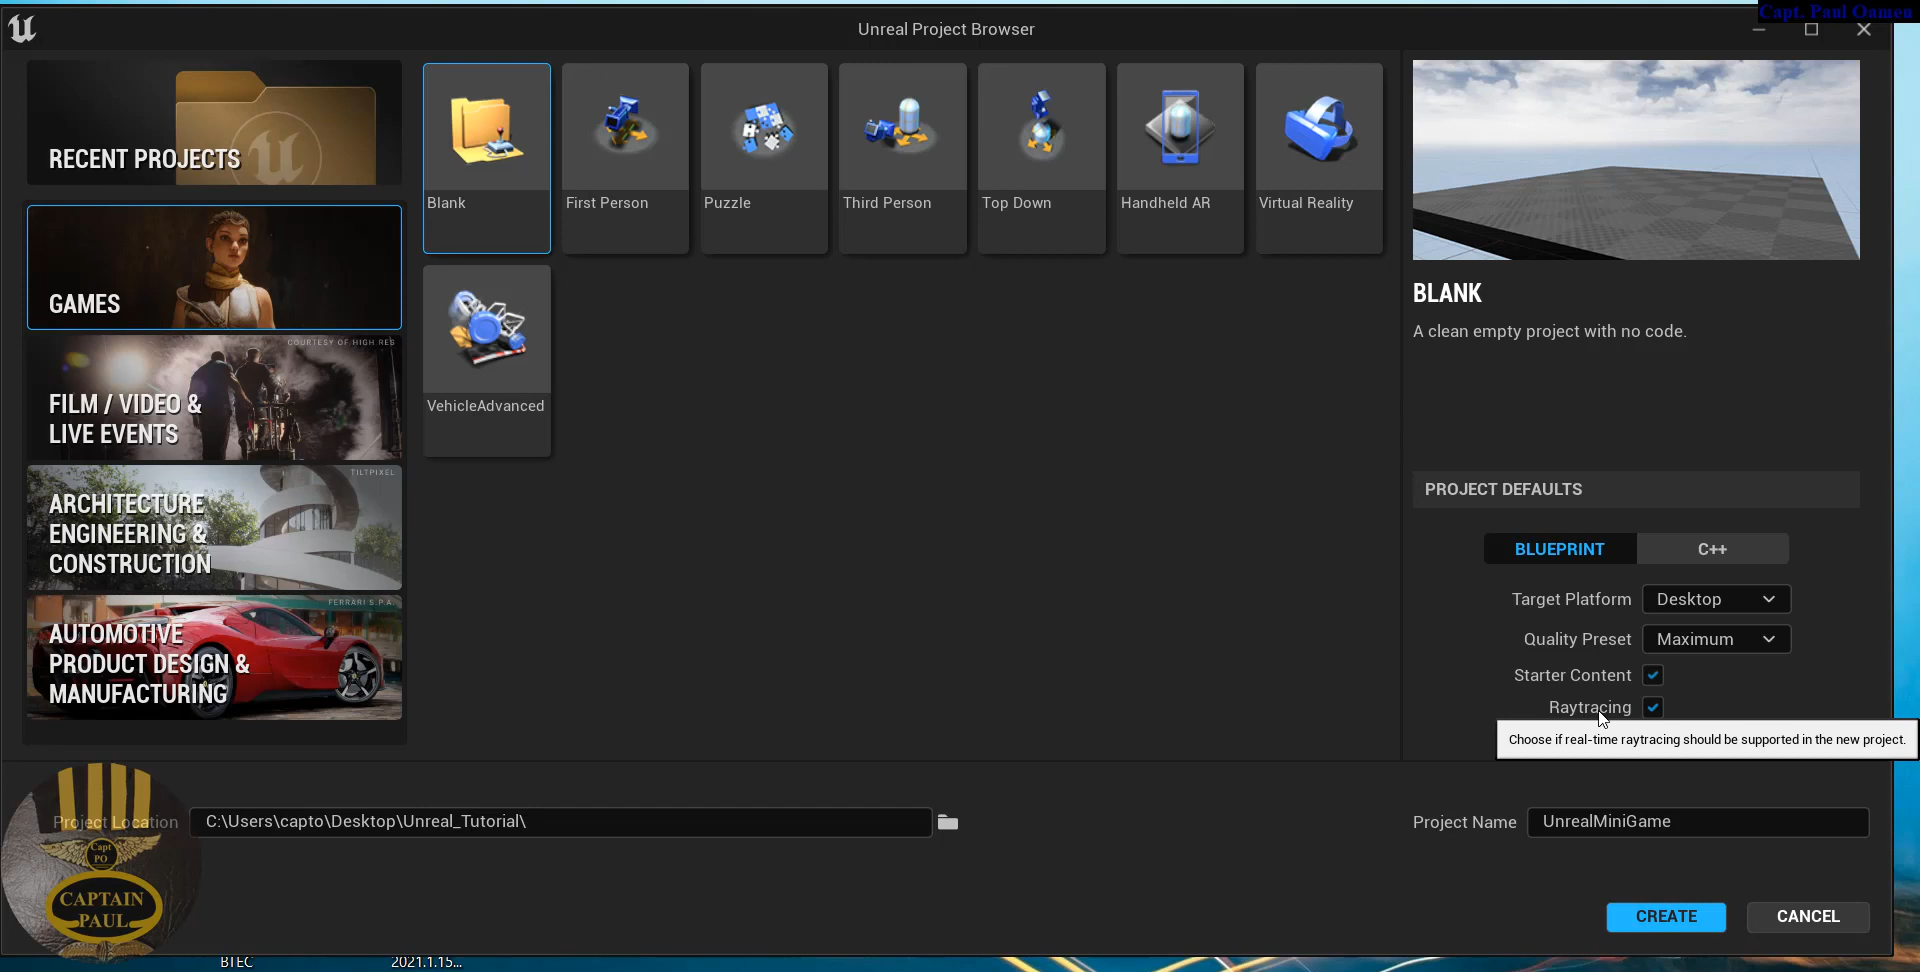 Capt. Paul Oamen
Unreal Project Browser
RECENT PROJECTS
GAMES
COURTESY OF HIGH RES
FILM / VIDEO &
LIVE EVENTS
TILTPIXEL
ARCHITECTURE
ENGINEERING &
CONSTRUCTION
FERRARI S.P.A.
AUTOMOTIVE
PRODUCT DESIGN &
MANUFACTURING
Blank
First Person
Puzzle
Third Person
Top Down
Handheld AR
Virtual Reality
VehicleAdvanced
BLANK
A clean empty project with no code.
PROJECT DEFAULTS
BLUEPRINT
C++
Target Platform
Desktop
Quality Preset
Maximum
Starter Content
Raytracing
Choose if real-time raytracing should be supported in the new project.
Project Location
C:\Users\capto\Desktop\Unreal_Tutorial\
Project Name
UnrealMiniGame
Capt
PO
CAPTAIN
PAUL
CREATE
CANCEL
BTEC
2021.1.15...